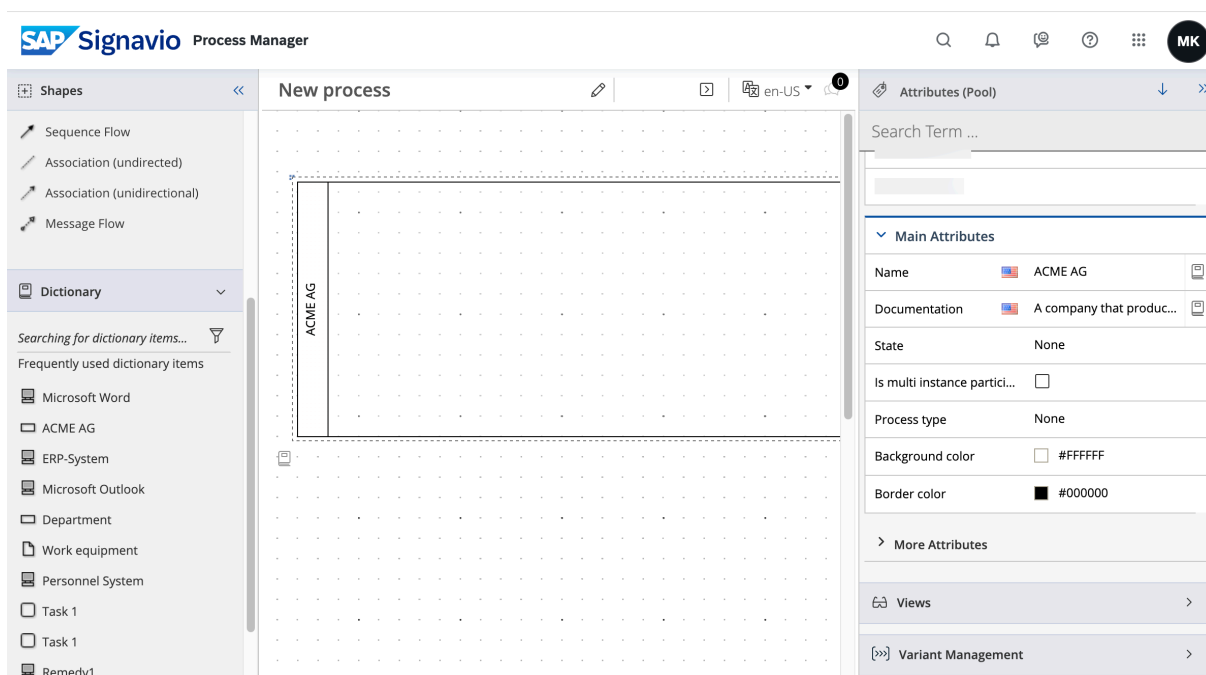 SAP Signavio Process Manager
MK
Shapes
Sequence Flow
Association (undirected)
Association (unidirectional)
Message Flow
Dictionary
Searching for dictionary items...
Frequently used dictionary items
Microsoft Word
ACME AG
ERP-System
Microsoft Outlook
Department
Work equipment
Personnel System
Task 1
Task 1
Remedy1
New process
en-US
0
ACME AG
Attributes (Pool)
Search Term ...
Main Attributes
Name ACME AG
Documentation A company that produc...
State None
Is multi instance partici...
Process type None
Background color #FFFFFF
Border color #000000
More Attributes
Views
Variant Management